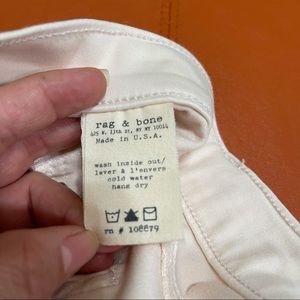 rag & bone
425 W. 13th St, NY NY 10014
Made in U.S.A.
wash inside out/
laver à l'envers
cold water
hang dry
rn # 108879